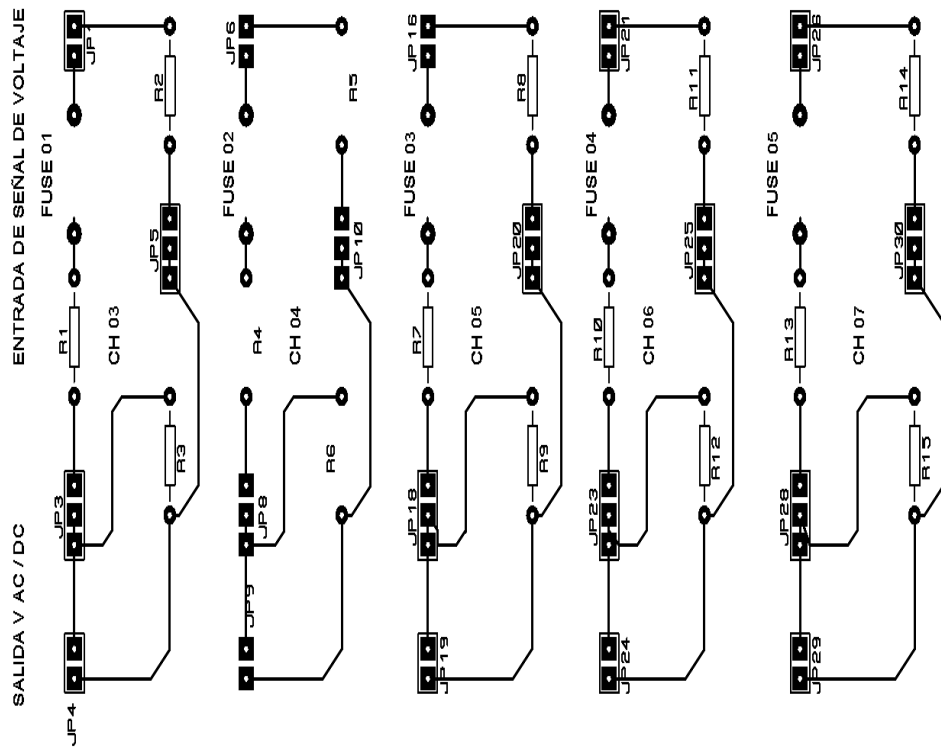 SALIDA V AC / DC
ENTRADA DE SEÑAL DE VOLTAJE
FUSE 01
JP4
JP3
R1
CH 03
JP5
R2
R3
FUSE 02
JP6
JP9
JP8
R4
CH 04
JP10
R5
R6
FUSE 03
JP16
JP19
JP18
R7
CH 05
JP20
R8
R9
FUSE 04
JP21
JP24
JP23
R10
CH 06
JP25
R11
R12
FUSE 05
JP26
JP29
JP28
R13
CH 07
JP30
R14
R15